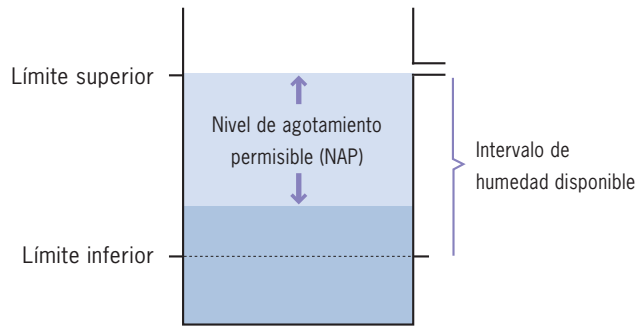 Límite superior
Nivel de agotamiento
permisible (NAP)
Intervalo de
humedad disponible
Límite inferior